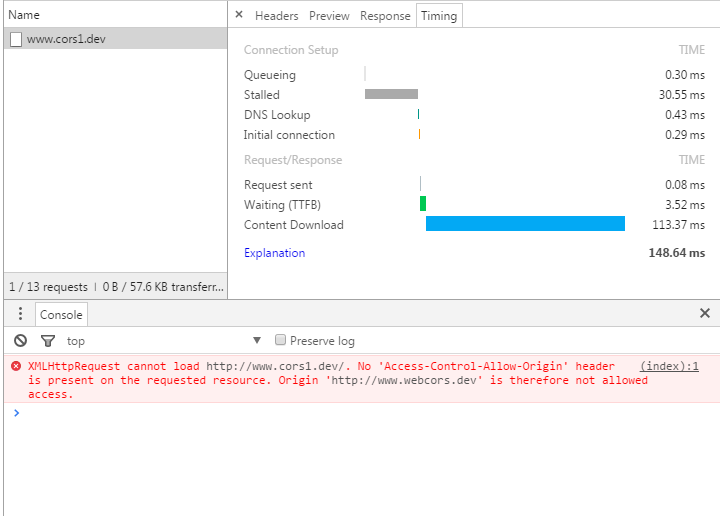 Name
www.cors1.dev
× Headers Preview Response Timing
Connection Setup TIME
Queueing 0.30 ms
Stalled 30.55 ms
DNS Lookup 0.43 ms
Initial connection 0.29 ms
Request/Response TIME
Request sent 0.08 ms
Waiting (TTFB) 3.52 ms
Content Download 113.37 ms
Explanation 148.64 ms
1 / 13 requests | 0 B / 57.6 KB transferr...
Console
top Preserve log
XMLHttpRequest cannot load http://www.cors1.dev/. No 'Access-Control-Allow-Origin' header (index):1
is present on the requested resource. Origin 'http://www.webcors.dev' is therefore not allowed
access.